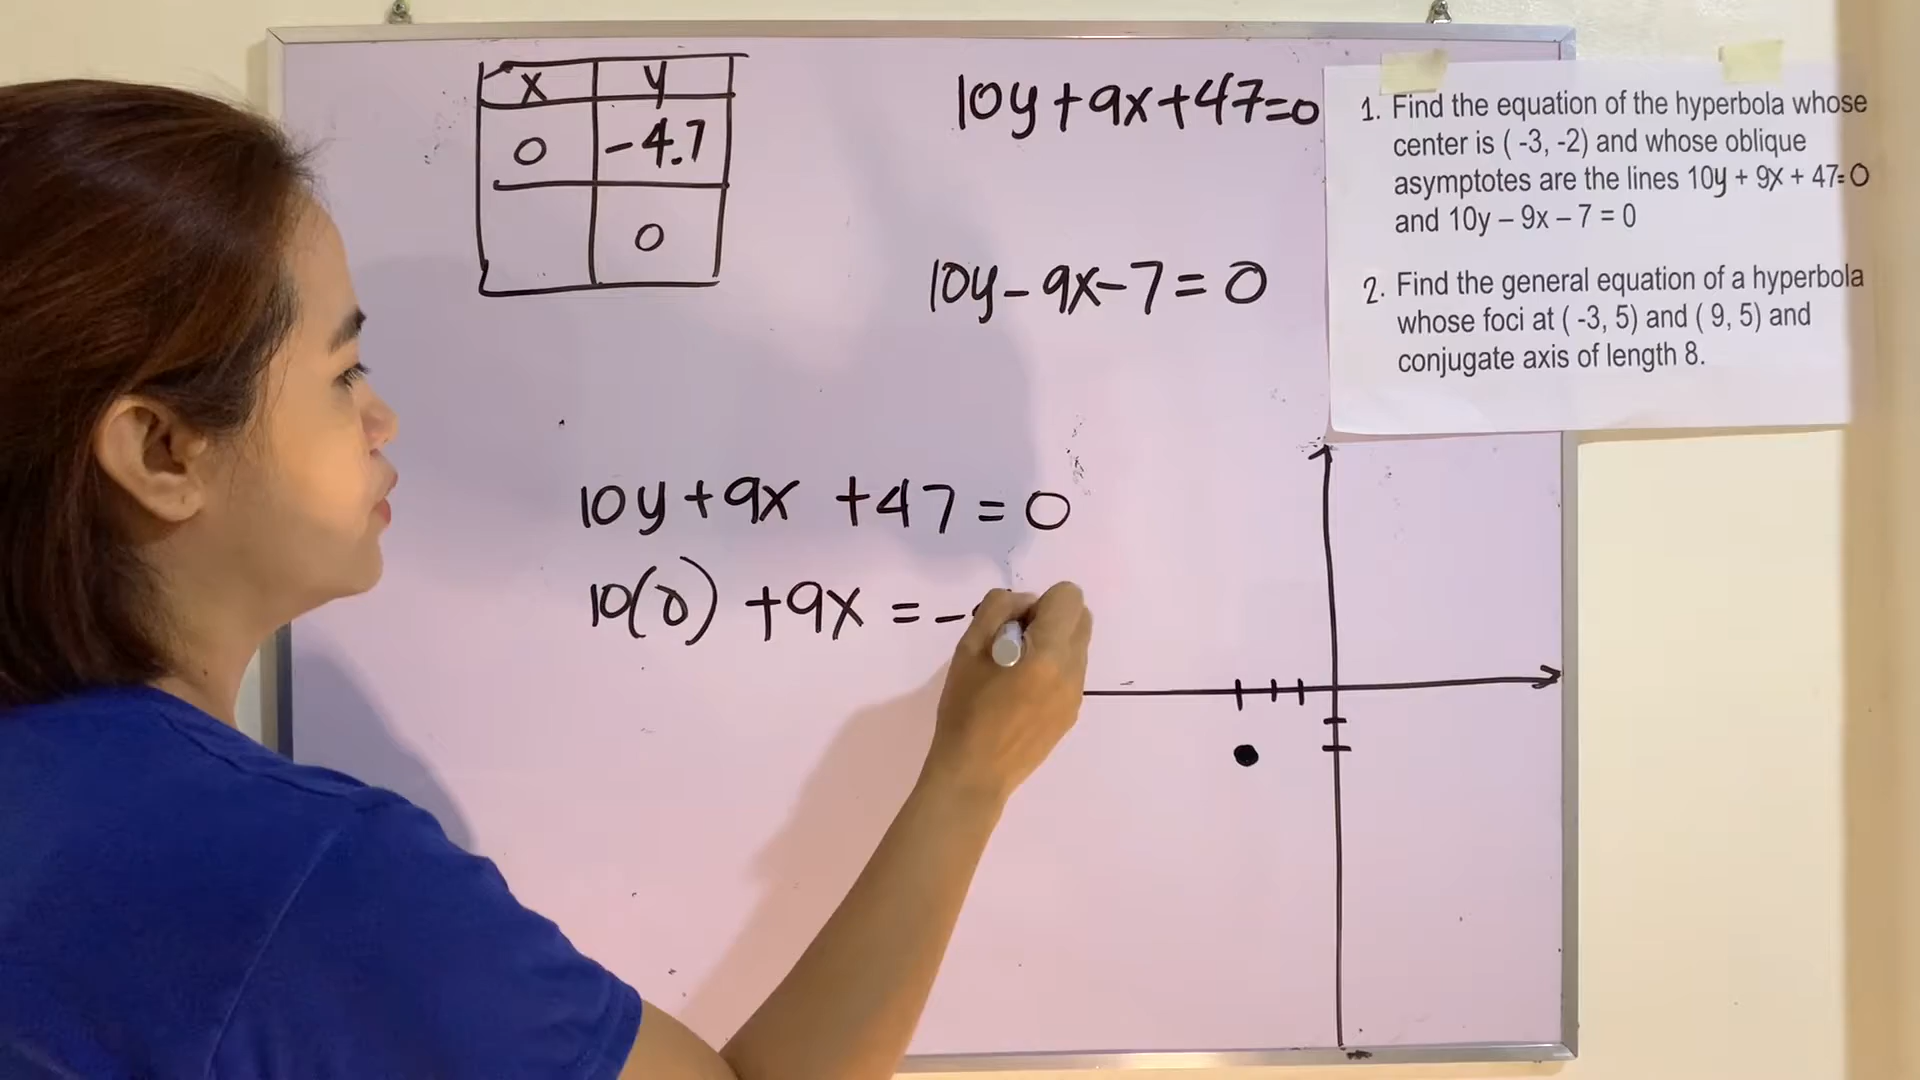 x y
0 -4.7
0
10y+9x+47=0
10y-9x-7=0
10y+9x +47=0
10(0) +9x = -
1. Find the equation of the hyperbola whose
center is ( -3, -2) and whose oblique
asymptotes are the lines 10y + 9x + 47=0
and 10y – 9x – 7 = 0
2. Find the general equation of a hyperbola
whose foci at ( -3, 5) and ( 9, 5) and
conjugate axis of length 8.